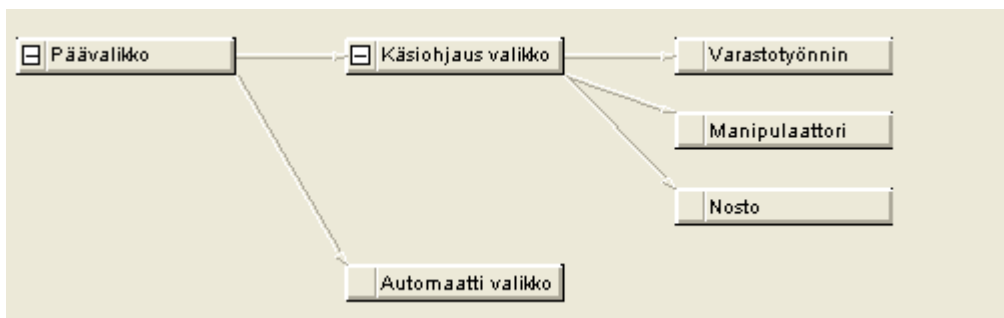 Päävalikko
Käsiohjaus valikko
Varastotyönnin
Manipulaattori
Nosto
Automaatti valikko